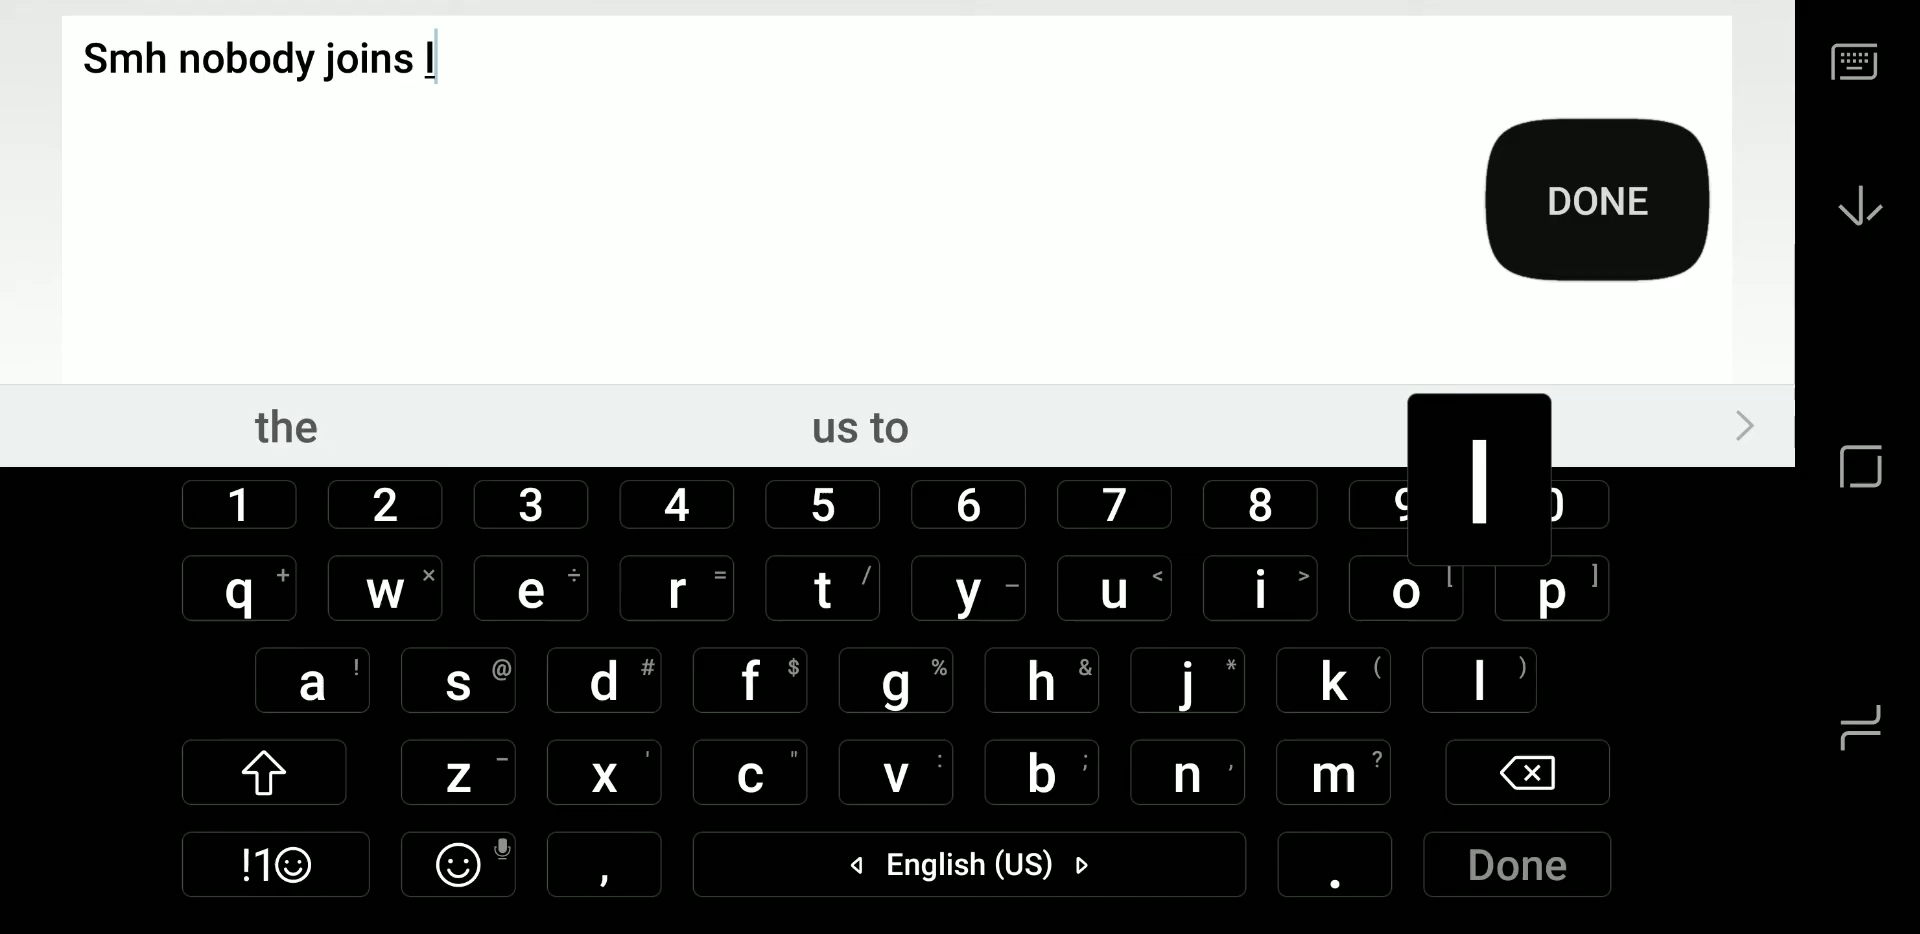 Smh nobody joins l
DONE
the us to
l
1 2 3 4 5 6 7 8
q + w × e ÷ r = t / y _ u < i > o [ p ]
a ! s @ d # f $ g % h & j * k ( l )
z - x ' c " v : b ; n , m ?
!1☺ , English (US) . Done